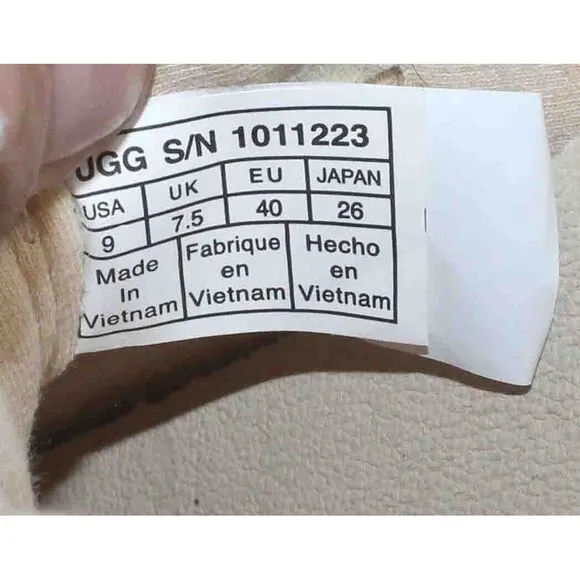 UGG S/N 1011223
USA UK EU JAPAN
9 7.5 40 26
Made Fabrique Hecho
In en en
Vietnam Vietnam Vietnam